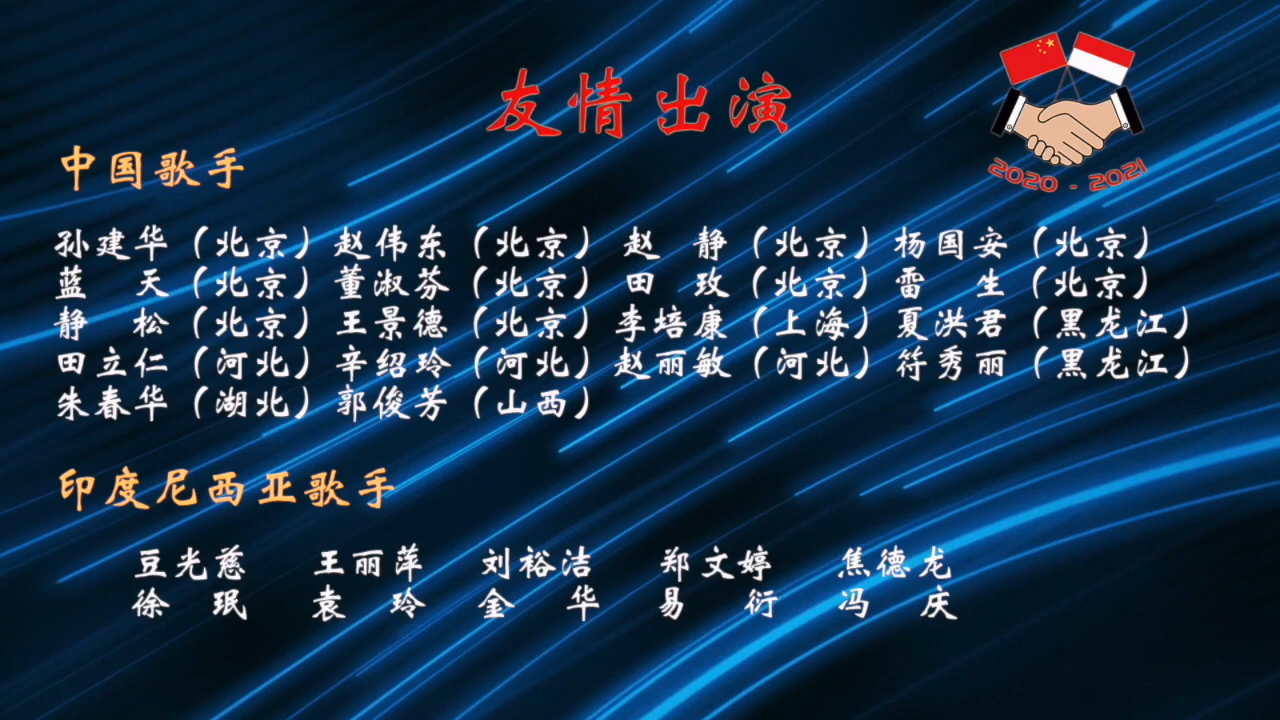 友情出演
2020 - 2021
中国歌手
孙建华（北京）赵伟东（北京） 赵 静（北京）杨国安（北京）
蓝 天（北京）董淑芬（北京） 田 玫（北京）雷 生（北京）
静 松（北京）王景德（北京）李培康（上海）夏洪君（黑龙江）
田立仁（河北）辛绍玲（河北）赵丽敏（河北）符秀丽（黑龙江）
朱春华（湖北）郭俊芳（山西）
印度尼西亚歌手
豆光慈 王丽萍 刘裕洁 郑文婷 焦德龙
徐 珉 袁 玲 金 华 易 衍 冯 庆